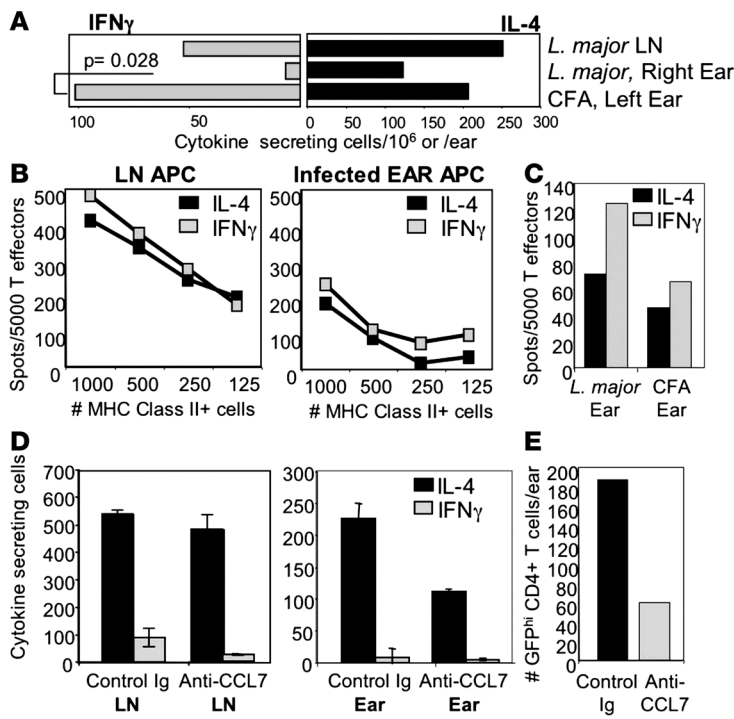 A
IFNγ
IL-4
p= 0.028
L. major LN
L. major, Right Ear
CFA, Left Ear
100 50 0 50 100 150 200 250 300
Cytokine secreting cells/10⁶ or /ear
B
LN APC
Infected EAR APC
Spots/5000 T effectors
500
400
300
200
100
0
IL-4
IFNγ
1000 500 250 125
# MHC Class II+ cells
500
400
300
200
100
0
IL-4
IFNγ
1000 500 250 125
# MHC Class II+ cells
C
Spots/5000 T effectors
140
120
100
80
60
40
20
0
IL-4
IFNγ
L. major Ear
CFA Ear
D
Cytokine secreting cells
700
600
500
400
300
200
100
0
Control Ig LN
Anti-CCL7 LN
300
250
200
150
100
50
0
IL-4
IFNγ
Control Ig Ear
Anti-CCL7 Ear
E
# GFPʰⁱ CD4+ T cells/ear
200
180
160
140
120
100
80
60
40
20
0
Control Ig
Anti-CCL7